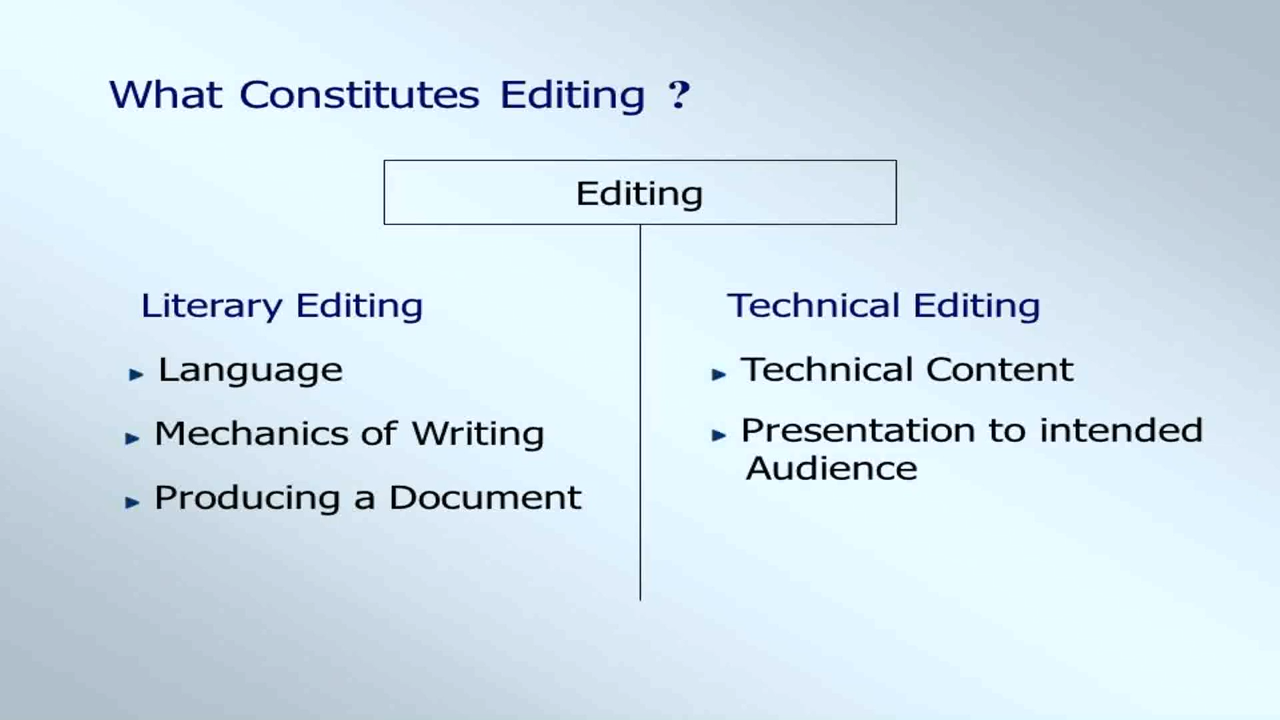 What Constitutes Editing ?
Editing
Literary Editing
Language
Mechanics of Writing
Producing a Document
Technical Editing
Technical Content
Presentation to intended
Audience